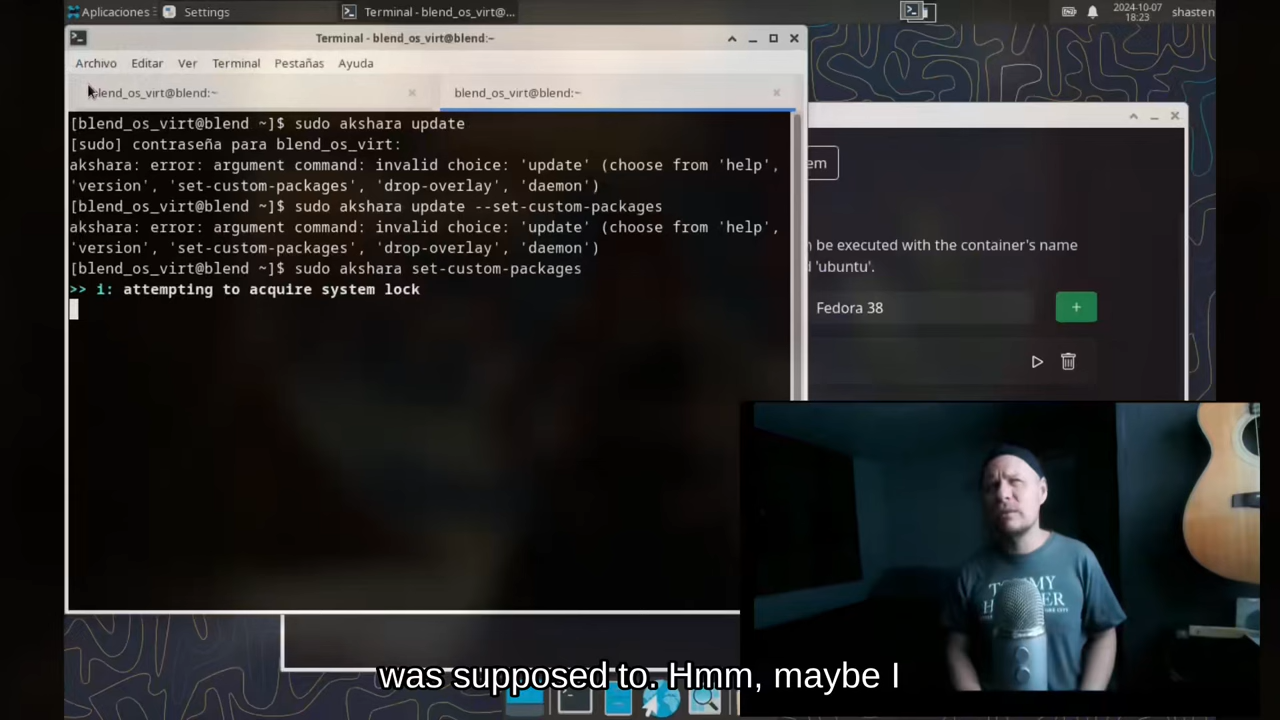 Aplicaciones
Settings
Terminal - blend_os_virt@...
2024-10-07
18:23
shasten
Terminal - blend_os_virt@blend:~
Archivo Editar Ver Terminal Pestañas Ayuda
blend_os_virt@blend:~
blend_os_virt@blend:~
[blend_os_virt@blend ~]$ sudo akshara update
[sudo] contraseña para blend_os_virt:
akshara: error: argument command: invalid choice: 'update' (choose from 'help',
'version', 'set-custom-packages', 'drop-overlay', 'daemon')
[blend_os_virt@blend ~]$ sudo akshara update --set-custom-packages
akshara: error: argument command: invalid choice: 'update' (choose from 'help',
'version', 'set-custom-packages', 'drop-overlay', 'daemon')
[blend_os_virt@blend ~]$ sudo akshara set-custom-packages
>> i: attempting to acquire system lock
em
n be executed with the container's name
'ubuntu'.
Fedora 38
+
was supposed to. Hmm, maybe I